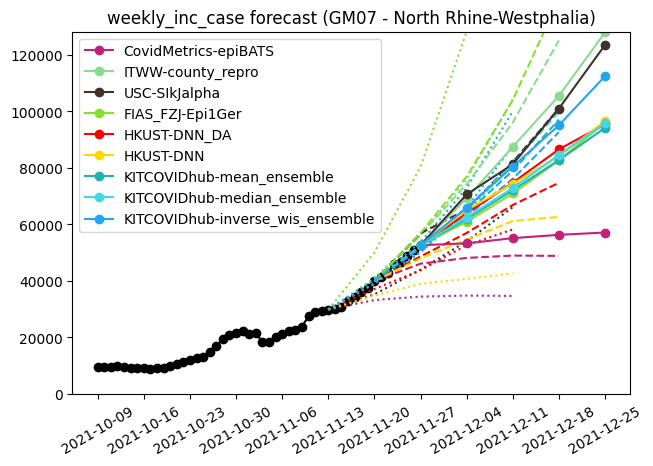 weekly_inc_case forecast (GM07 - North Rhine-Westphalia)
120000
100000
80000
60000
40000
20000
0
CovidMetrics-epiBATS
ITWW-county_repro
USC-SIkJalpha
FIAS_FZJ-Epi1Ger
HKUST-DNN_DA
HKUST-DNN
KITCOVIDhub-mean_ensemble
KITCOVIDhub-median_ensemble
KITCOVIDhub-inverse_wis_ensemble
2021-10-09
2021-10-16
2021-10-23
2021-10-30
2021-11-06
2021-11-13
2021-11-20
2021-11-27
2021-12-04
2021-12-11
2021-12-18
2021-12-25